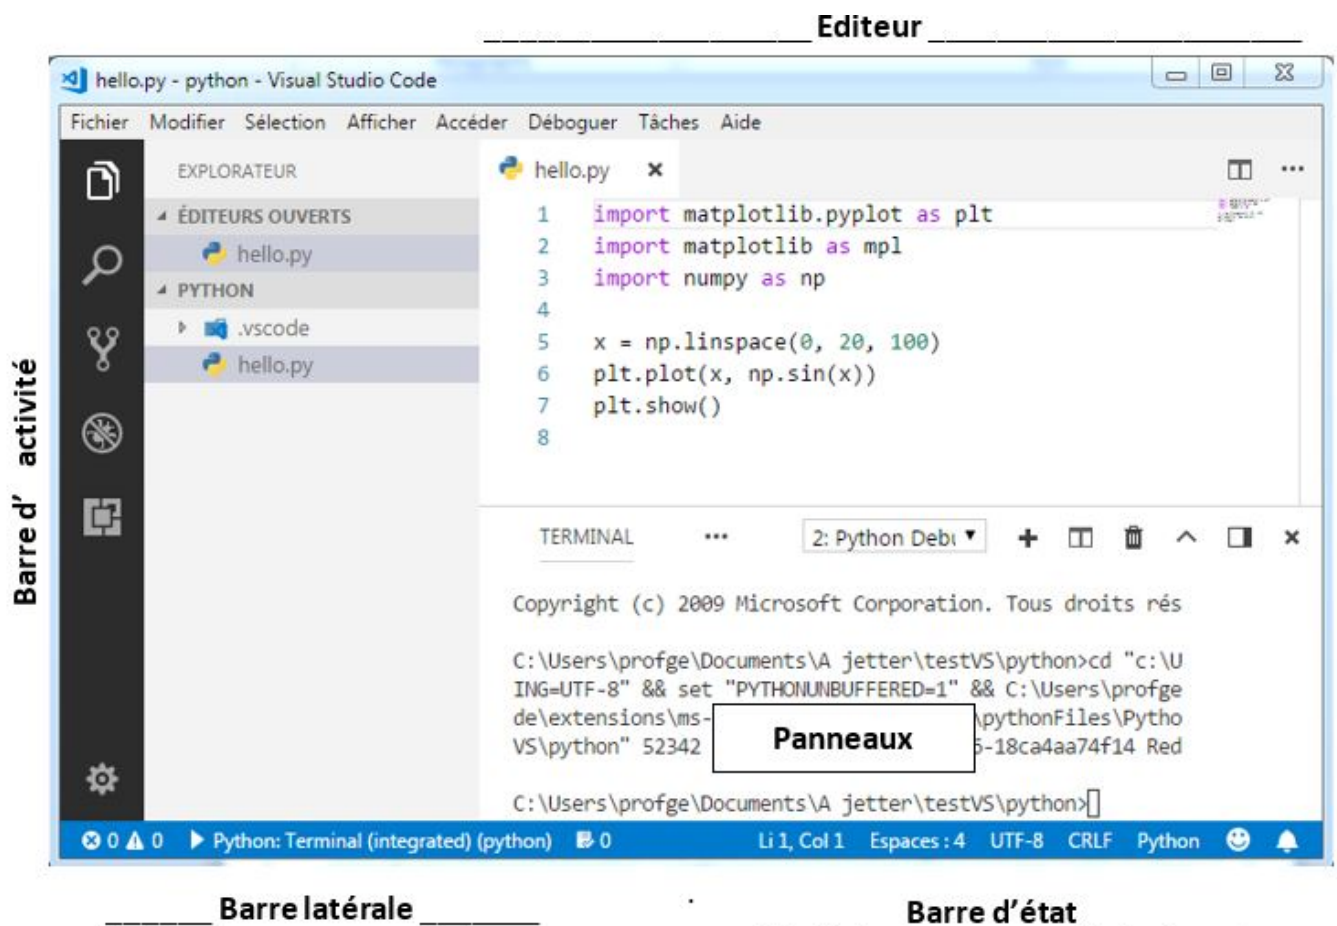 Editeur
hello.py - python - Visual Studio Code
Fichier Modifier Sélection Afficher Accéder Déboguer Tâches Aide
EXPLORATEUR
ÉDITEURS OUVERTS
hello.py
PYTHON
.vscode
hello.py
hello.py
1 import matplotlib.pyplot as plt
2 import matplotlib as mpl
3 import numpy as np
4
5 x = np.linspace(0, 20, 100)
6 plt.plot(x, np.sin(x))
7 plt.show()
8
Barre d' activité
TERMINAL ••• 2: Python Debu
Copyright (c) 2009 Microsoft Corporation. Tous droits rés
C:\Users\profge\Documents\A jetter\testVS\python>cd "c:\U
ING=UTF-8" && set "PYTHONUNBUFFERED=1" && C:\Users\profge
de\extensions\ms- \pythonFiles\Pytho
VS\python" 52342 -18ca4aa74f14 Red
Panneaux
C:\Users\profge\Documents\A jetter\testVS\python>
0 0 Python: Terminal (integrated) (python) 0 Li 1, Col 1 Espaces : 4 UTF-8 CRLF Python
Barre latérale
Barre d'état